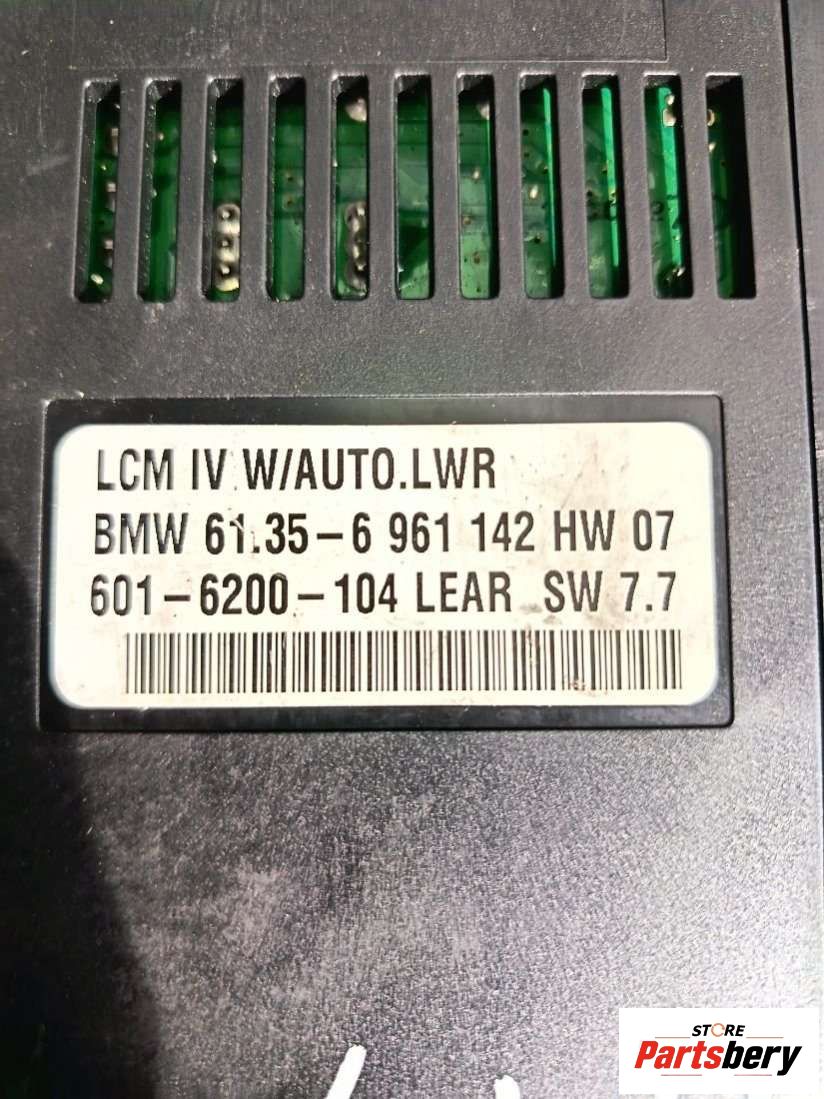 LCM IV W/AUTO.LWR
BMW 61.35-6 961 142 HW 07
601-6200-104 LEAR SW 7.7
STORE
Partsbery